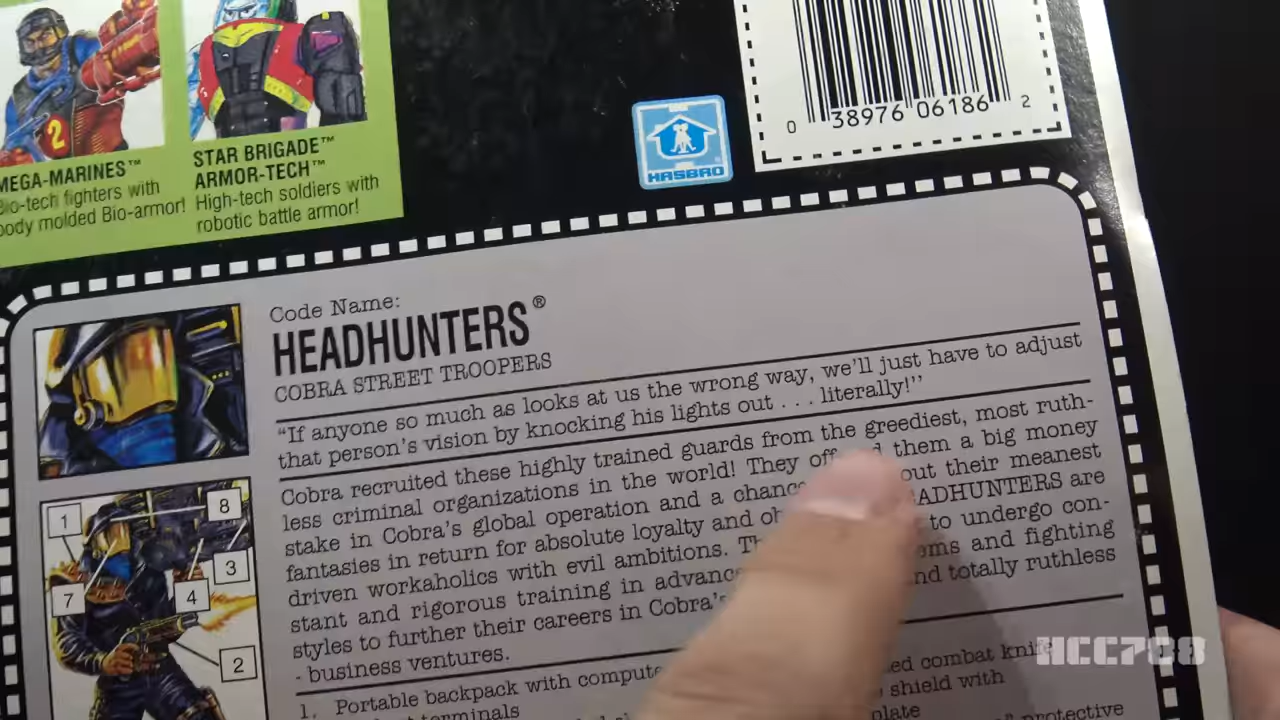 MEGA-MARINES™
Bio-tech fighters with
body molded Bio-armor!
STAR BRIGADE™
ARMOR-TECH™
High-tech soldiers with
robotic battle armor!
2
HASBRO
0 38976 06186 2
Code Name:
HEADHUNTERS®
COBRA STREET TROOPERS
"If anyone so much as looks at us the wrong way, we'll just have to adjust
that person's vision by knocking his lights out . . . literally!"
Cobra recruited these highly trained guards from the greediest, most ruth-
less criminal organizations in the world! They off d them a big money
stake in Cobra's global operation and a chance out their meanest
fantasies in return for absolute loyalty and ob ADHUNTERS are
driven workaholics with evil ambitions. Th to undergo con-
stant and rigorous training in advanc ems and fighting
styles to further their careers in Cobra's nd totally ruthless
business ventures.
1. Portable backpack with compute ed combat knife
terminals shield with
plate
protective
1
8
3
7
4
2
HCC788